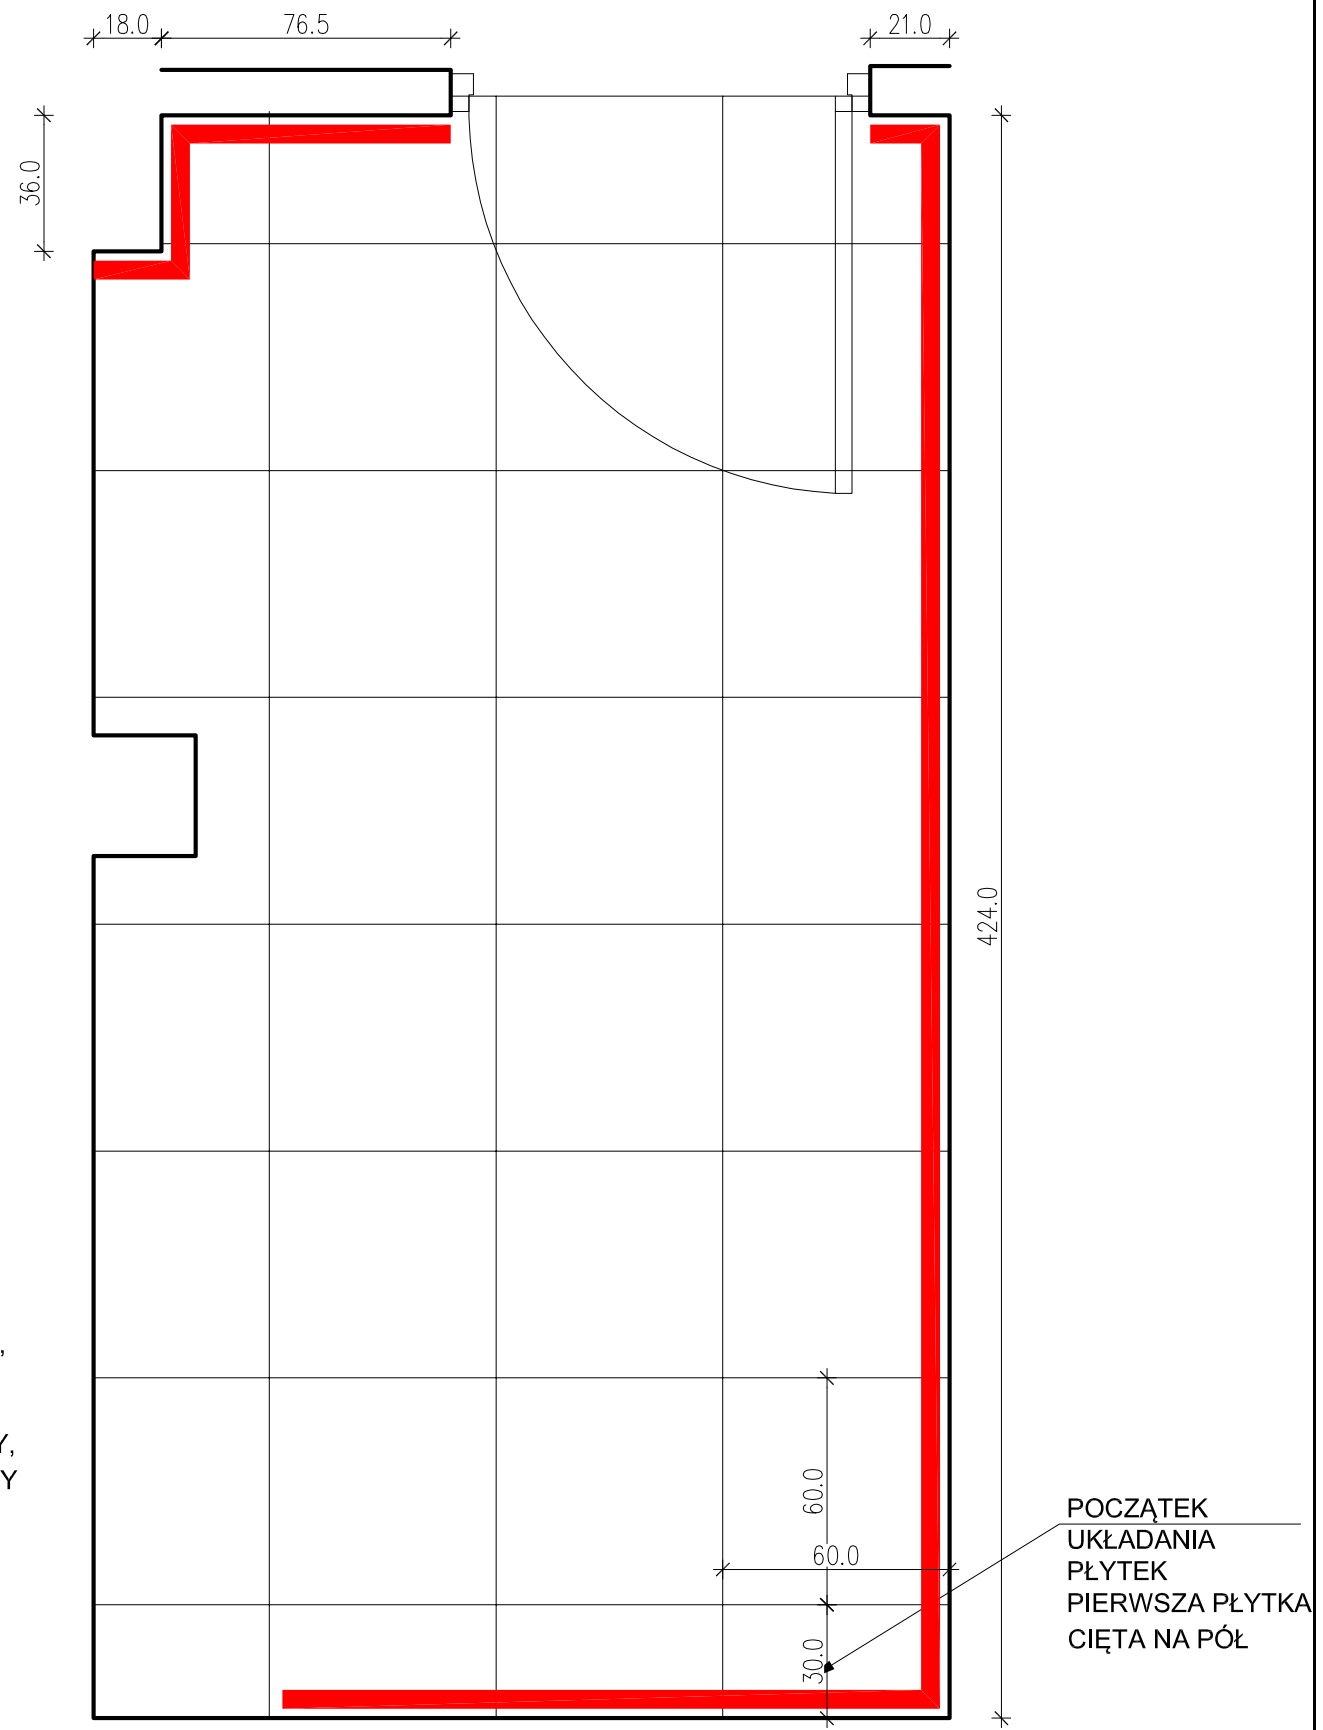 18.0
76.5
21.0
36.0
424.0
,
Y,
Y
60.0
60.0
30.0
POCZĄTEK
UKŁADANIA
PŁYTEK
PIERWSZA PŁYTKA
CIĘTA NA PÓŁ